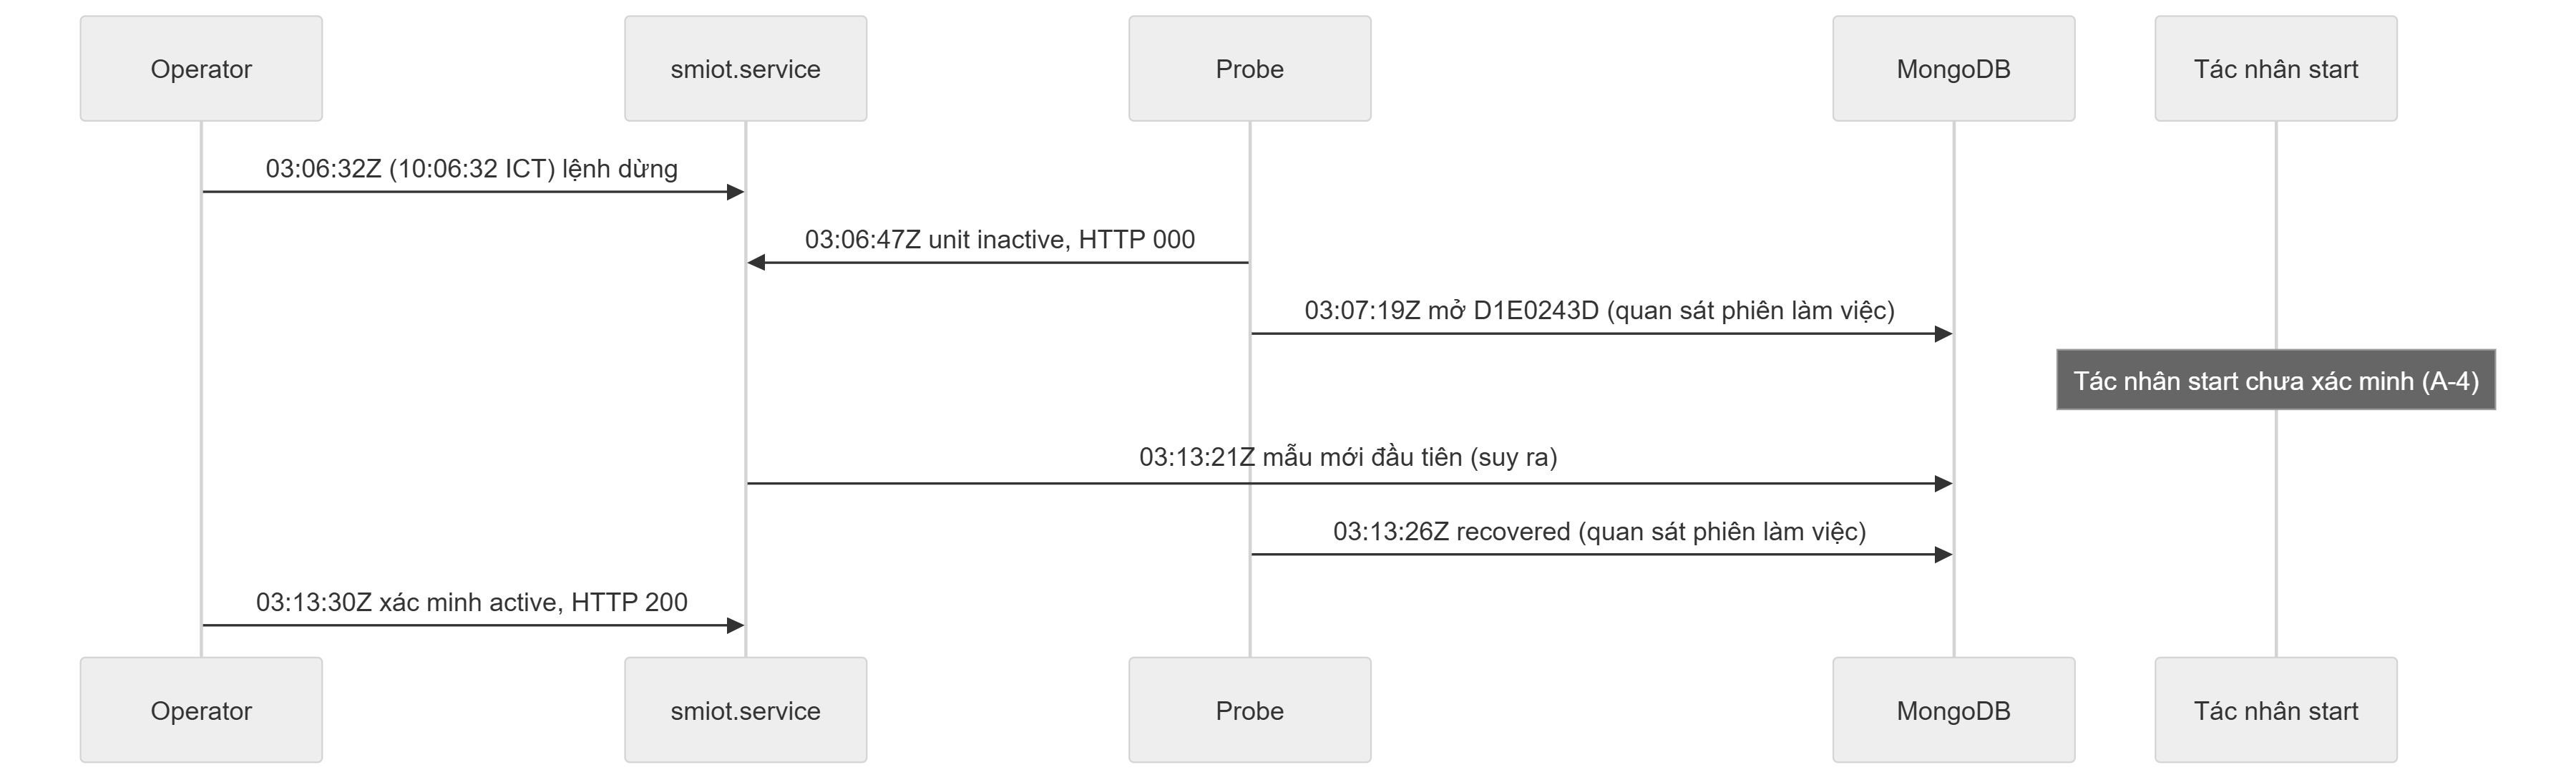 Operator
smiot.service
Probe
MongoDB
Tác nhân start
03:06:32Z (10:06:32 ICT) lệnh dừng
03:06:47Z unit inactive, HTTP 000
03:07:19Z mở D1E0243D (quan sát phiên làm việc)
Tác nhân start chưa xác minh (A-4)
03:13:21Z mẫu mới đầu tiên (suy ra)
03:13:26Z recovered (quan sát phiên làm việc)
03:13:30Z xác minh active, HTTP 200
Operator
smiot.service
Probe
MongoDB
Tác nhân start